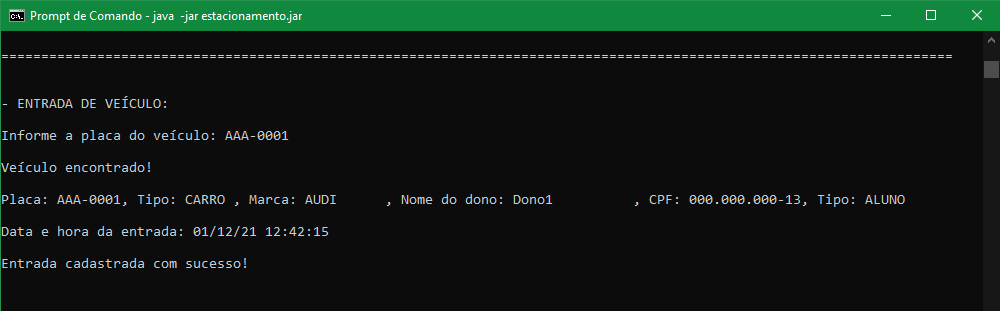 Prompt de Comando - java  -jar estacionamento.jar
=======================================================================================================================
- ENTRADA DE VEÍCULO:
Informe a placa do veículo: AAA-0001
Veículo encontrado!
Placa: AAA-0001, Tipo: CARRO , Marca: AUDI      , Nome do dono: Dono1          , CPF: 000.000.000-13, Tipo: ALUNO
Data e hora da entrada: 01/12/21 12:42:15
Entrada cadastrada com sucesso!